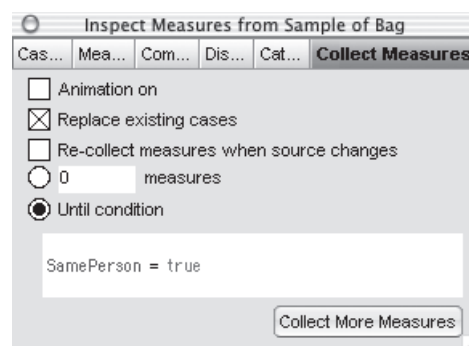 Inspect Measures from Sample of Bag
Cas... Mea... Com... Dis... Cat... Collect Measures
Animation on
Replace existing cases
Re-collect measures when source changes
0 measures
Until condition
SamePerson = true
Collect More Measures